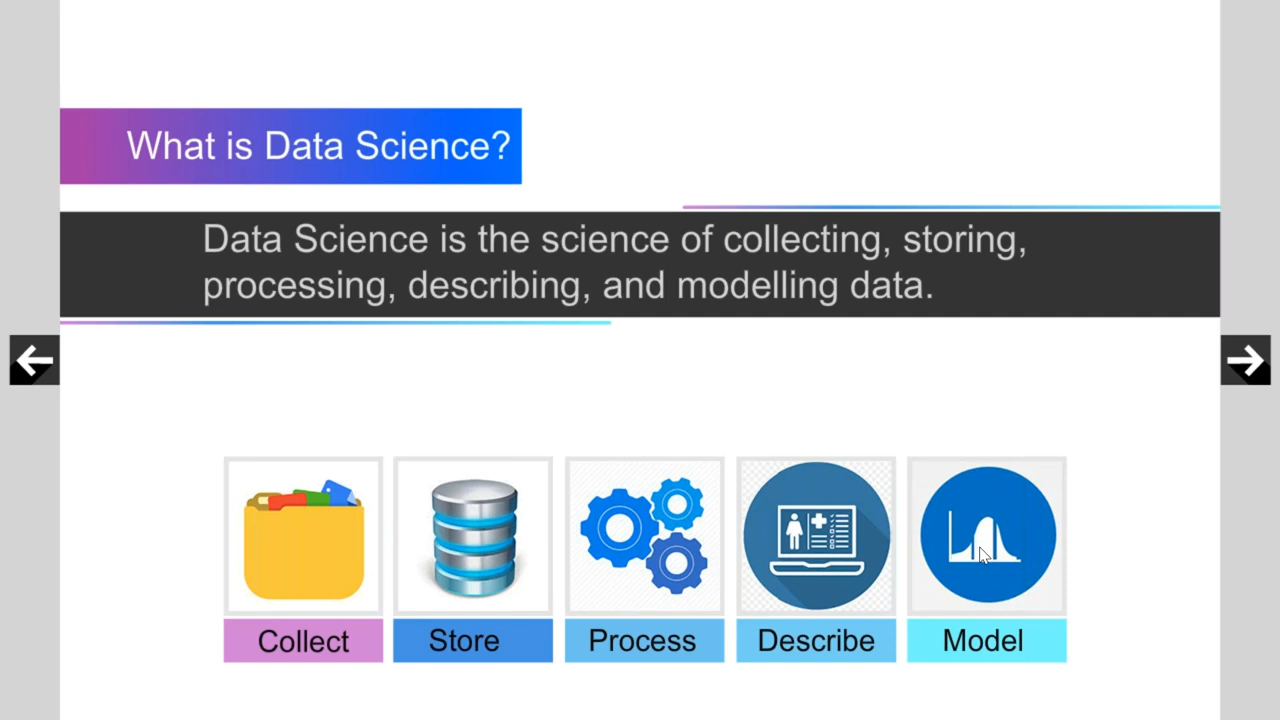 What is Data Science?
Data Science is the science of collecting, storing,
processing, describing, and modelling data.
Collect
Store
Process
Describe
Model